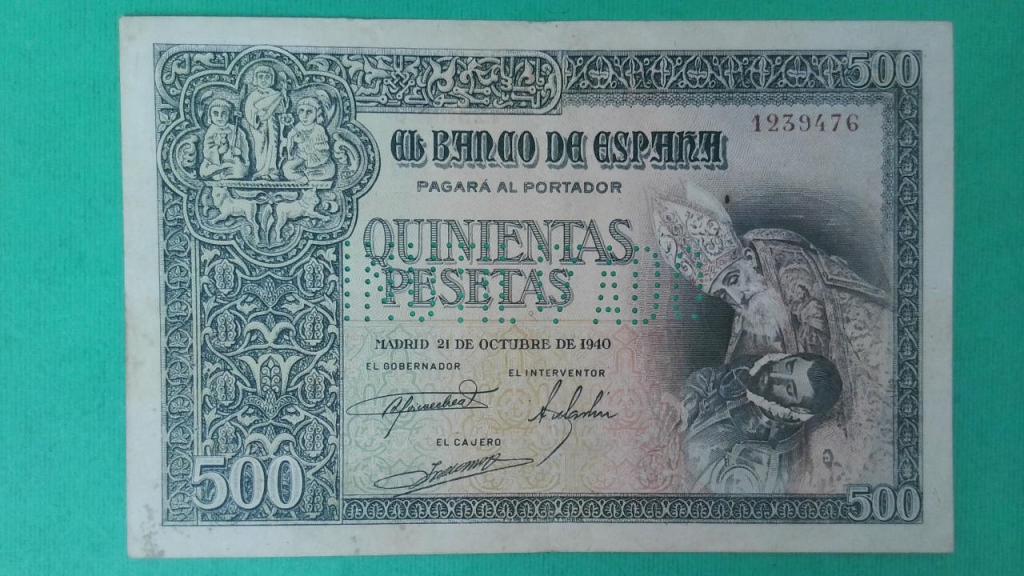 500
1239476
EL BANCO DE ESPAÑA
PAGARÁ AL PORTADOR
QUINIENTAS
PESETAS
MADRID 21 DE OCTUBRE DE 1940
EL GOBERNADOR
EL INTERVENTOR
EL CAJERO
500
500